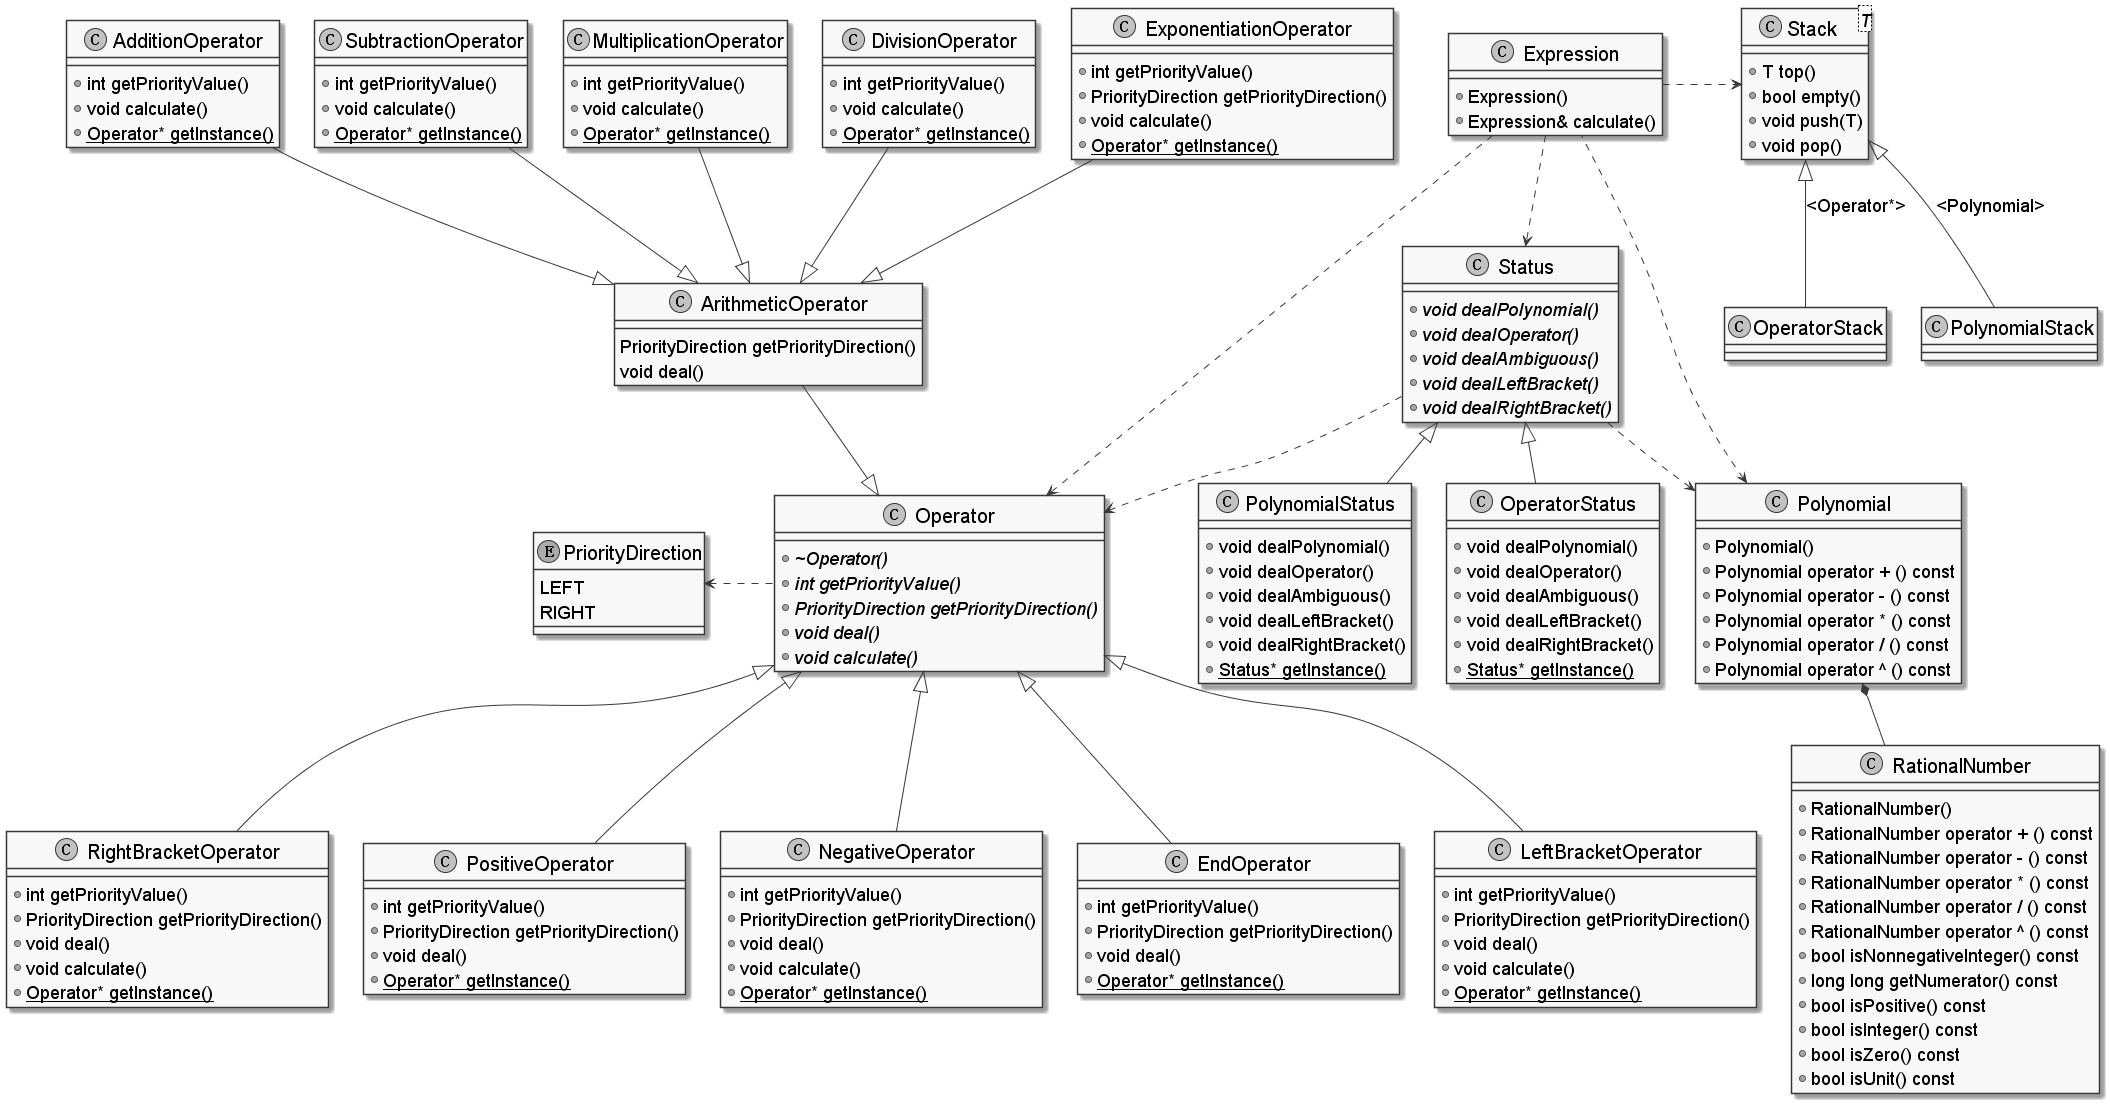 C AdditionOperator
int getPriorityValue()
void calculate()
Operator* getInstance()
C SubtractionOperator
int getPriorityValue()
void calculate()
Operator* getInstance()
C MultiplicationOperator
int getPriorityValue()
void calculate()
Operator* getInstance()
C DivisionOperator
int getPriorityValue()
void calculate()
Operator* getInstance()
C ExponentiationOperator
int getPriorityValue()
PriorityDirection getPriorityDirection()
void calculate()
Operator* getInstance()
C Expression
Expression()
Expression& calculate()
C Stack T
T top()
bool empty()
void push(T)
void pop()
<Operator*>
<Polynomial>
C ArithmeticOperator
PriorityDirection getPriorityDirection()
void deal()
C Status
void dealPolynomial()
void dealOperator()
void dealAmbiguous()
void dealLeftBracket()
void dealRightBracket()
C OperatorStack
C PolynomialStack
E PriorityDirection
LEFT
RIGHT
C Operator
~Operator()
int getPriorityValue()
PriorityDirection getPriorityDirection()
void deal()
void calculate()
C PolynomialStatus
void dealPolynomial()
void dealOperator()
void dealAmbiguous()
void dealLeftBracket()
void dealRightBracket()
Status* getInstance()
C OperatorStatus
void dealPolynomial()
void dealOperator()
void dealAmbiguous()
void dealLeftBracket()
void dealRightBracket()
Status* getInstance()
C Polynomial
Polynomial()
Polynomial operator + () const
Polynomial operator - () const
Polynomial operator * () const
Polynomial operator / () const
Polynomial operator ^ () const
C RightBracketOperator
int getPriorityValue()
PriorityDirection getPriorityDirection()
void deal()
void calculate()
Operator* getInstance()
C PositiveOperator
int getPriorityValue()
PriorityDirection getPriorityDirection()
void deal()
Operator* getInstance()
C NegativeOperator
int getPriorityValue()
PriorityDirection getPriorityDirection()
void deal()
void calculate()
Operator* getInstance()
C EndOperator
int getPriorityValue()
PriorityDirection getPriorityDirection()
void deal()
Operator* getInstance()
C LeftBracketOperator
int getPriorityValue()
PriorityDirection getPriorityDirection()
void deal()
void calculate()
Operator* getInstance()
C RationalNumber
RationalNumber()
RationalNumber operator + () const
RationalNumber operator - () const
RationalNumber operator * () const
RationalNumber operator / () const
RationalNumber operator ^ () const
bool isNonnegativeInteger() const
long long getNumerator() const
bool isPositive() const
bool isInteger() const
bool isZero() const
bool isUnit() const